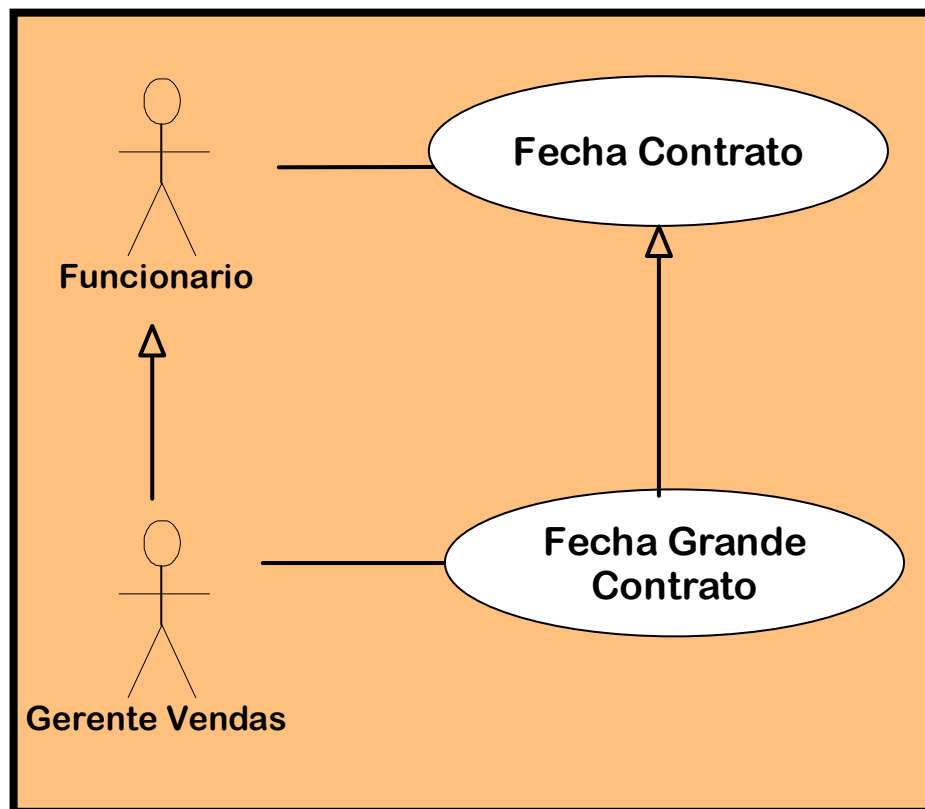 Fecha Contrato
Funcionario
Fecha Grande
Contrato
Gerente Vendas